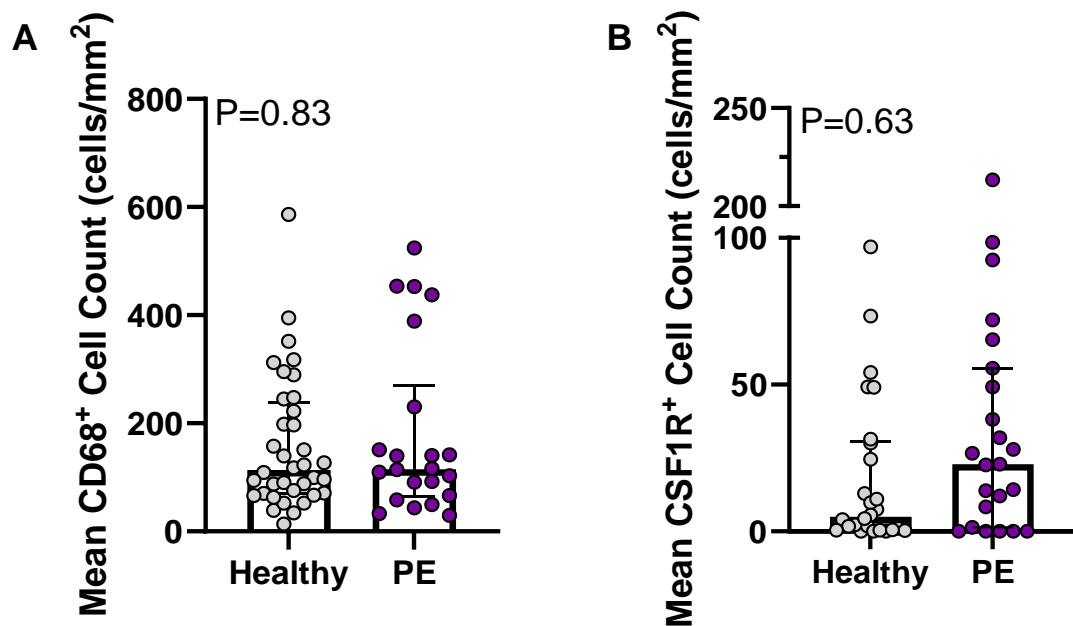 A
Mean CD68⁺ Cell Count (cells/mm²)
800
600
400
200
0
P=0.83
Healthy
PE
B
Mean CSF1R⁺ Cell Count (cells/mm²)
250
200
100
50
0
P=0.63
Healthy
PE